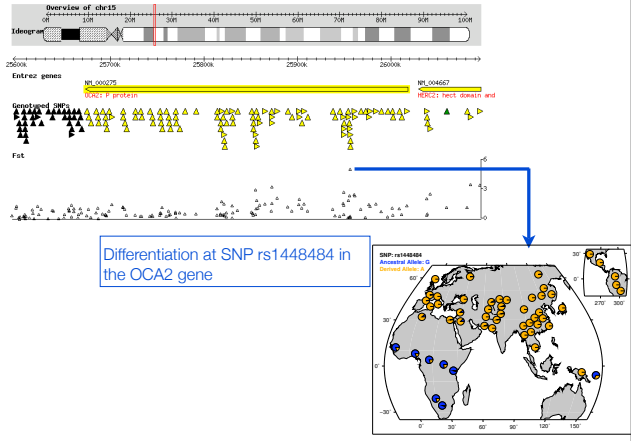 Overview of chr15
Ideogram
0M 10M 20M 30M 40M 50M 60M 70M 80M 90M 100M
25600k 25700k 25800k 25900k 26000k
Entrez genes
NM_000275 NM_004667
OCA2: P protein HERC2: hect domain and
Genotyped SNPs
Fst
6
3
0
Differentiation at SNP rs1448484 in
the OCA2 gene
SNP: rs1448484
Ancestral Allele: G
Derived Allele: A
60˚
30˚
0˚
−30˚
0˚ 30˚ 60˚ 90˚ 120˚ 150˚
30˚
0˚
270˚ 300˚